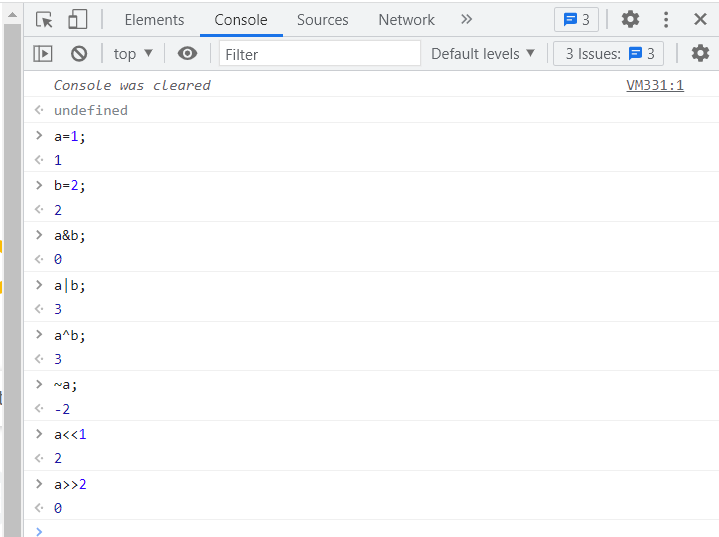 Elements Console Sources Network 3
top Filter Default levels 3 Issues: 3
Console was cleared VM331:1
undefined
a=1;
1
b=2;
2
a&b;
0
a|b;
3
a^b;
3
~a;
-2
a<<1
2
a>>2
0